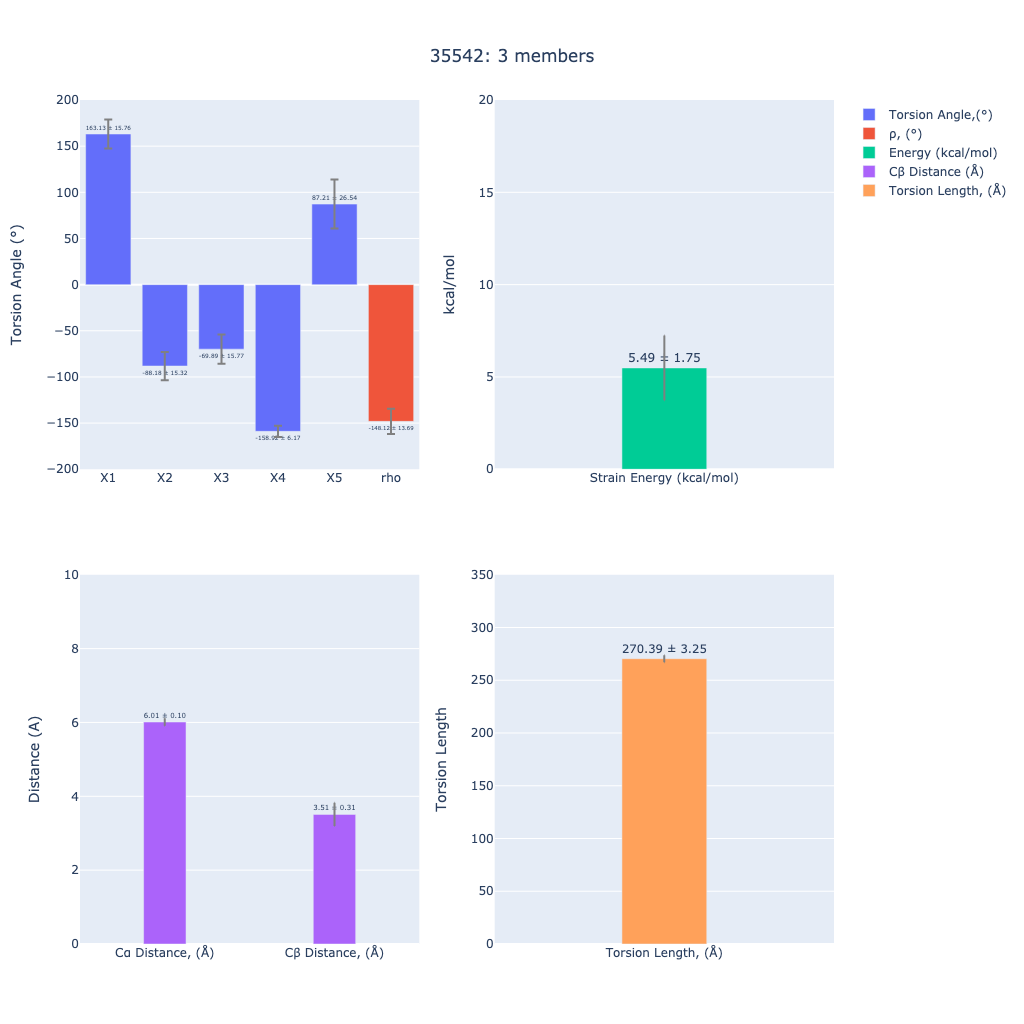 35542: 3 members
200
150
100
50
0
−50
−100
−150
−200
Torsion Angle (°)
163.13 ± 15.76
-88.18 ± 15.32
-69.89 ± 15.77
-158.92 ± 6.17
87.21 ± 26.54
-148.12 ± 13.69
X1 X2 X3 X4 X5 rho
20
15
10
5
0
kcal/mol
5.49 ± 1.75
Strain Energy (kcal/mol)
Torsion Angle,(°)
ρ, (°)
Energy (kcal/mol)
Cβ Distance (Å)
Torsion Length, (Å)
10
8
6
4
2
0
Distance (A)
6.01 ± 0.10
3.51 ± 0.31
Cα Distance, (Å) Cβ Distance, (Å)
350
300
250
200
150
100
50
0
Torsion Length
270.39 ± 3.25
Torsion Length, (Å)